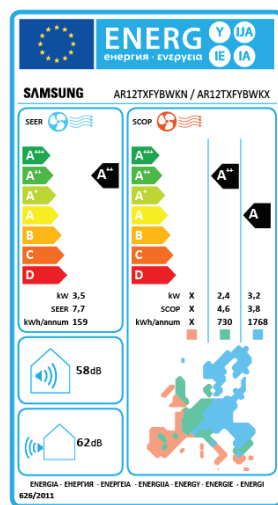 ENERG Y IJA
енергия · ενεργεια IE IA
SAMSUNG AR12TXFYBWKN / AR12TXFYBWKX
SEER
SCOP
A+++
A++
A+
A
B
C
D
A++
A+++
A++
A+
A
B
C
D
A++
A
kW 3,5
SEER 7,7
kWh/annum 159
kW X 2,4 3,2
SCOP X 4,6 3,8
kWh/annum X 730 1768
58dB
62dB
ENERGIA · ЕНЕРГИЯ · ΕΝΕΡΓΕΙΑ · ENERGIJA · ENERGY · ENERGIE · ENERGI
626/2011